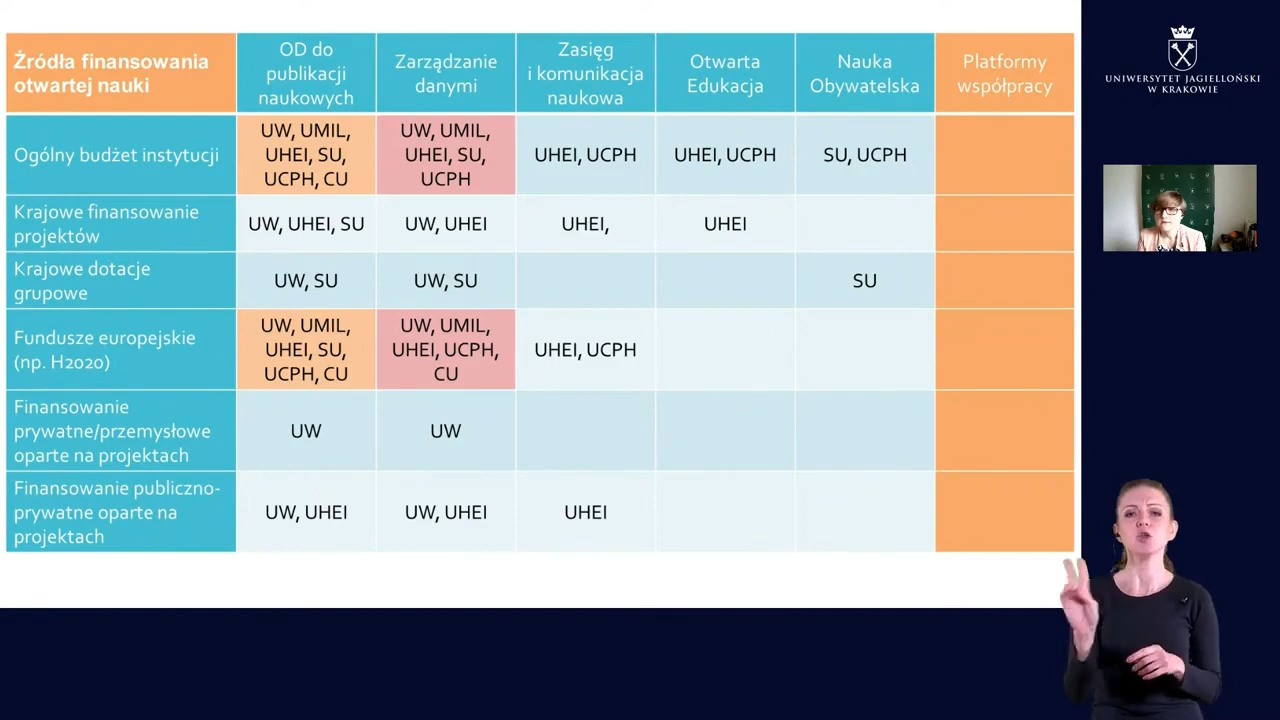 Źródła finansowania
otwartej nauki
OD do
publikacji
naukowych
Zarządzanie
danymi
Zasięg
i komunikacja
naukowa
Otwarta
Edukacja
Nauka
Obywatelska
Platformy
współpracy
Ogólny budżet instytucji
UW, UMIL,
UHEI, SU,
UCPH, CU
UW, UMIL,
UHEI, SU,
UCPH
UHEI, UCPH
UHEI, UCPH
SU, UCPH
Krajowe finansowanie
projektów
UW, UHEI, SU
UW, UHEI
UHEI,
UHEI
Krajowe dotacje
grupowe
UW, SU
UW, SU
SU
Fundusze europejskie
(np. H2020)
UW, UMIL,
UHEI, SU,
UCPH, CU
UW, UMIL,
UHEI, UCPH,
CU
UHEI, UCPH
Finansowanie
prywatne/przemysłowe
oparte na projektach
UW
UW
Finansowanie publiczno-
prywatne oparte na
projektach
UW, UHEI
UW, UHEI
UHEI
UNIWERSYTET JAGIELLOŃSKI
W KRAKOWIE